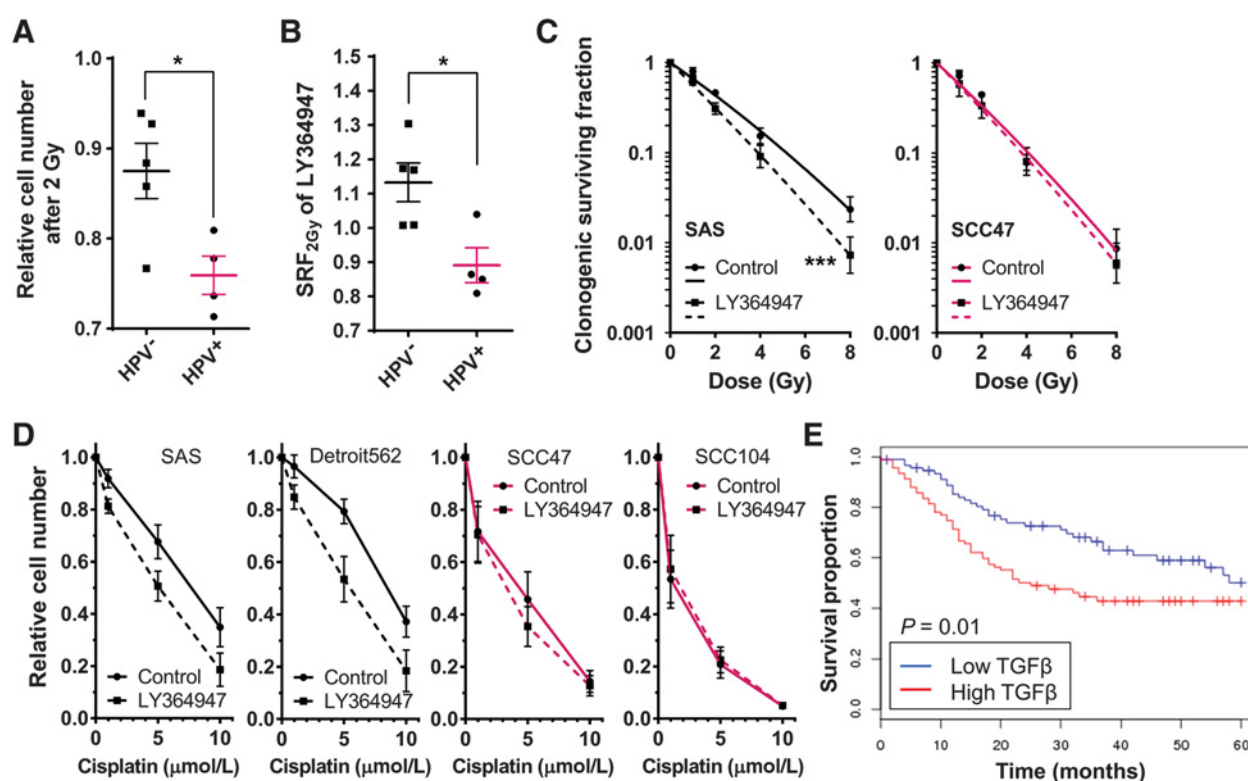 A
Relative cell number
after 2 Gy
1.0
0.9
0.8
0.7
*
HPV-
HPV+
B
SRF2Gy of LY364947
1.5
1.4
1.3
1.2
1.1
1.0
0.9
0.8
0.7
*
HPV-
HPV+
C
Clonogenic surviving fraction
1
0.1
0.01
0.001
SAS
Control
LY364947
***
0 2 4 6 8
Dose (Gy)
1
0.1
0.01
0.001
SCC47
Control
LY364947
0 2 4 6 8
Dose (Gy)
D
Relative cell number
1.0
0.8
0.6
0.4
0.2
0.0
SAS
Control
LY364947
0 5 10
Cisplatin (μmol/L)
1.0
0.8
0.6
0.4
0.2
0.0
Detroit562
Control
LY364947
0 5 10
Cisplatin (μmol/L)
1.0
0.8
0.6
0.4
0.2
0.0
SCC47
Control
LY364947
0 5 10
Cisplatin (μmol/L)
1.0
0.8
0.6
0.4
0.2
0.0
SCC104
Control
LY364947
0 5 10
Cisplatin (μmol/L)
E
Survival proportion
1.0
0.8
0.6
0.4
0.2
0.0
P = 0.01
Low TGFβ
High TGFβ
0 10 20 30 40 50 60
Time (months)